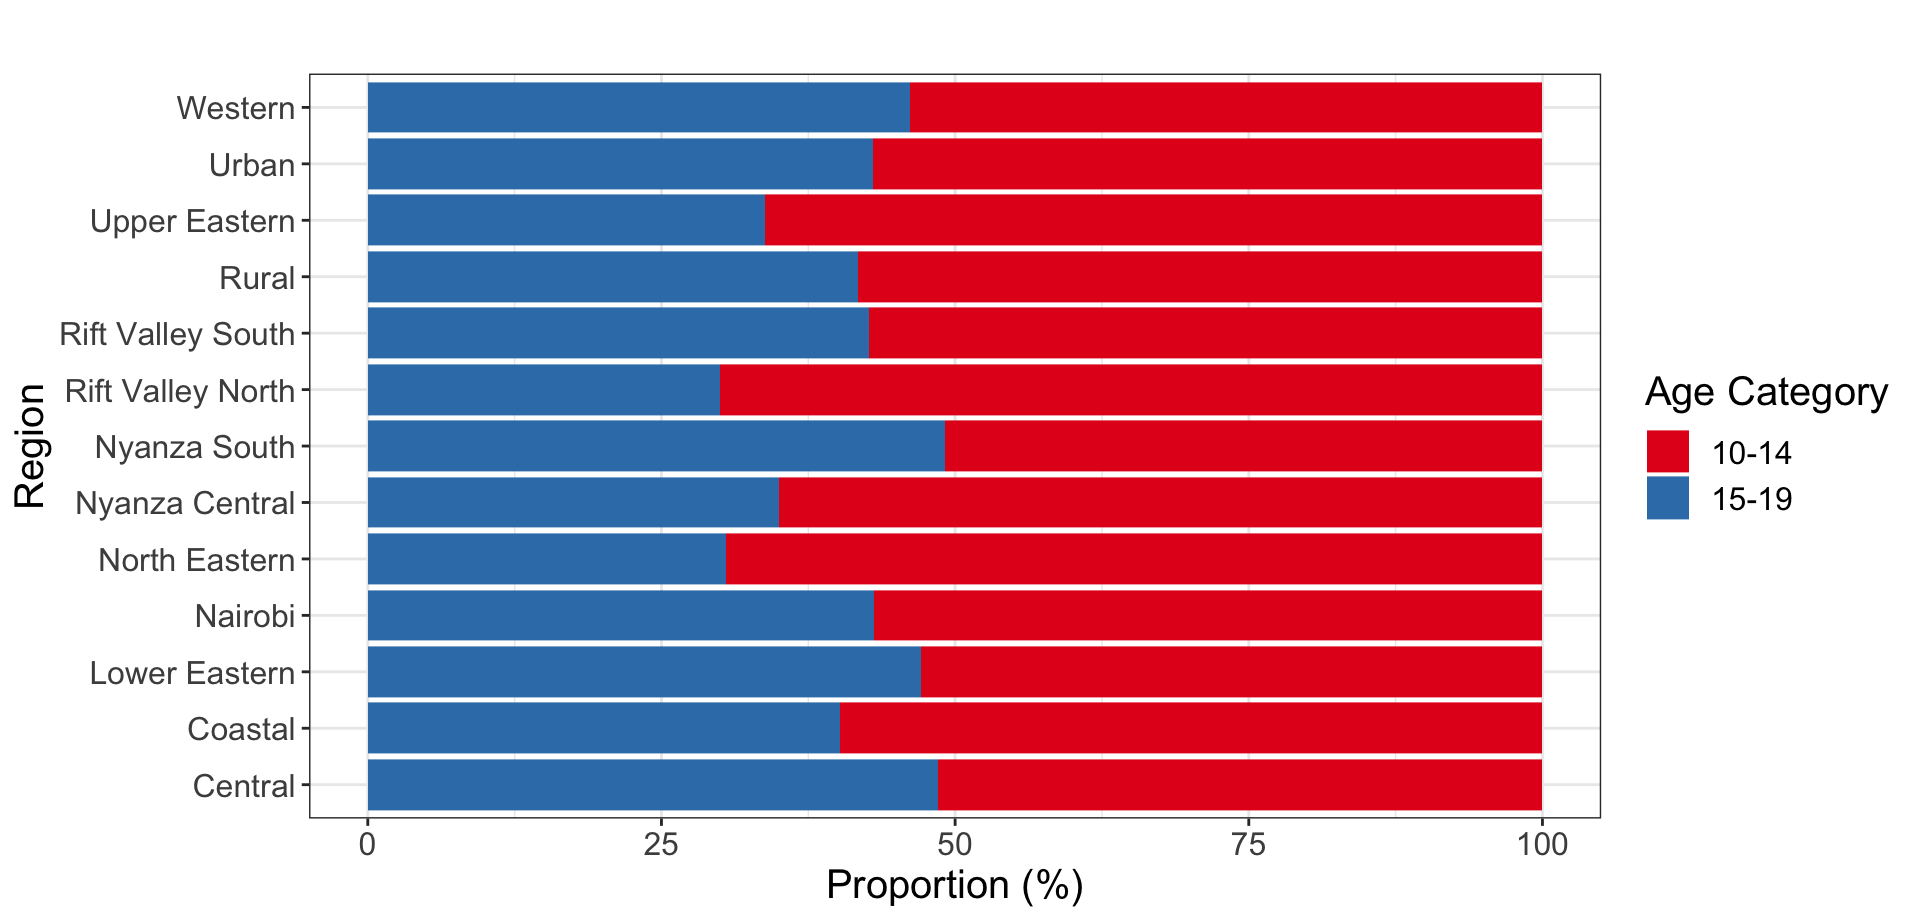 Western
Urban
Upper Eastern
Rural
Rift Valley South
Rift Valley North
Nyanza South
Nyanza Central
North Eastern
Nairobi
Lower Eastern
Coastal
Central
Region
0 25 50 75 100
Proportion (%)
Age Category
10-14
15-19